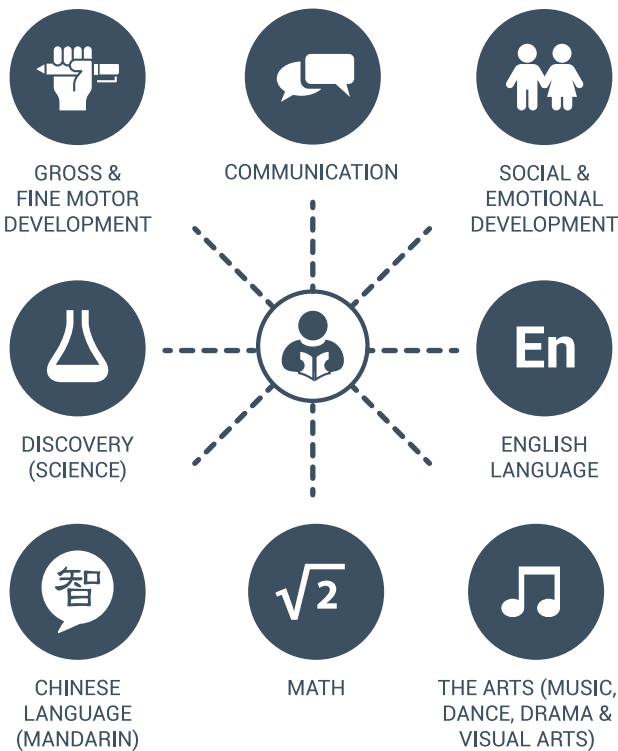 GROSS &
FINE MOTOR
DEVELOPMENT
COMMUNICATION
SOCIAL &
EMOTIONAL
DEVELOPMENT
En
DISCOVERY
(SCIENCE)
ENGLISH
LANGUAGE
智
√2
CHINESE
LANGUAGE
(MANDARIN)
MATH
THE ARTS (MUSIC,
DANCE, DRAMA &
VISUAL ARTS)